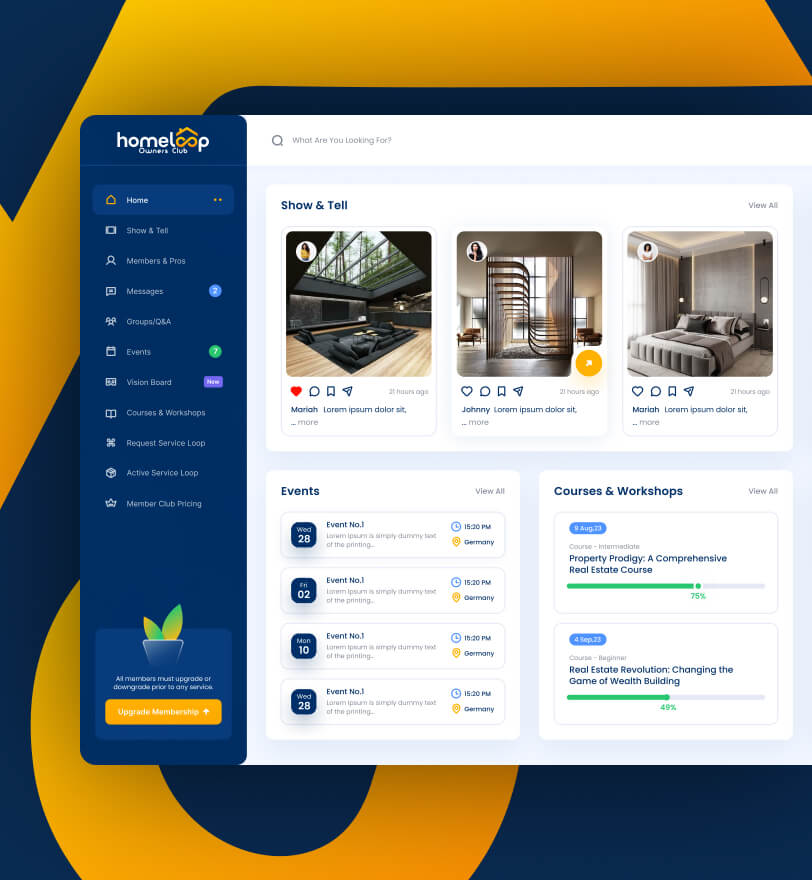 homeloop
Owners Club
What Are You Looking For?
Home
Show & Tell
Members & Pros
Messages
2
Groups/Q&A
Events
7
Vision Board
New
Courses & Workshops
Request Service Loop
Active Service Loop
Member Club Pricing
All members must upgrade or
downgrade prior to any service.
Upgrade Membership
Show & Tell
View All
21 hours ago
Mariah Lorem ipsum dolor sit,
... more
21 hours ago
Johnny Lorem ipsum dolor sit,
... more
21 hours ago
Mariah Lorem ipsum dolor sit,
... more
Events
View All
Wed
28
Event No.1
Lorem Ipsum is simply dummy text
of the printing...
15:20 PM
Germany
Fri
02
Event No.1
Lorem Ipsum is simply dummy text
of the printing...
15:20 PM
Germany
Mon
10
Event No.1
Lorem Ipsum is simply dummy text
of the printing...
15:20 PM
Germany
Wed
28
Event No.1
Lorem Ipsum is simply dummy text
of the printing...
15:20 PM
Germany
Courses & Workshops
View All
9 Aug,23
Course - Intermediate
Property Prodigy: A Comprehensive
Real Estate Course
75%
4 Sep,23
Course - Beginner
Real Estate Revolution: Changing the
Game of Wealth Building
49%